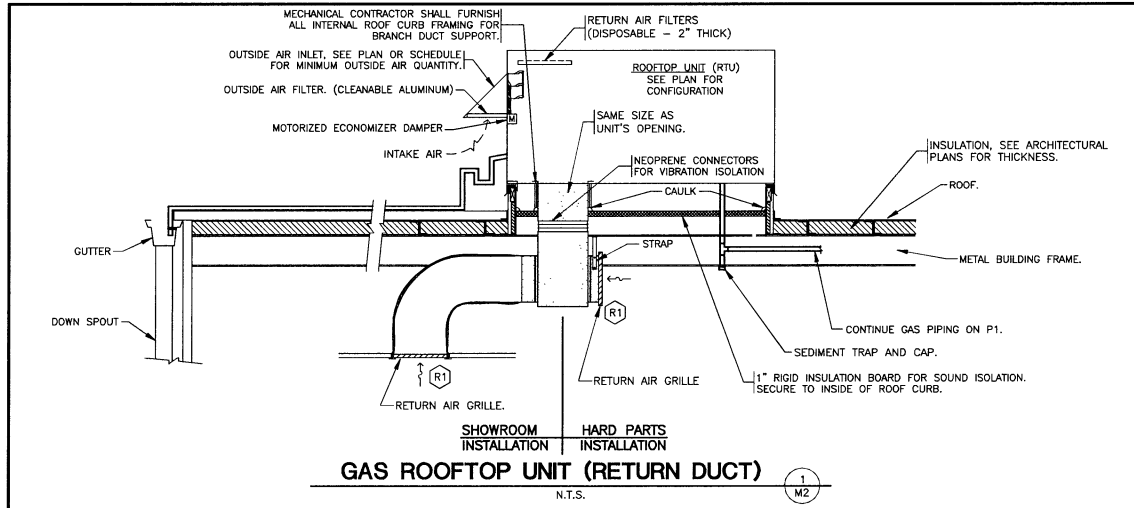 MECHANICAL CONTRACTOR SHALL FURNISH
ALL INTERNAL ROOF CURB FRAMING FOR
BRANCH DUCT SUPPORT.
RETURN AIR FILTERS
(DISPOSABLE - 2" THICK)
OUTSIDE AIR INLET, SEE PLAN OR SCHEDULE
FOR MINIMUM OUTSIDE AIR QUANTITY.
ROOFTOP UNIT (RTU)
SEE PLAN FOR
CONFIGURATION
OUTSIDE AIR FILTER. (CLEANABLE ALUMINUM)
SAME SIZE AS
UNIT'S OPENING.
MOTORIZED ECONOMIZER DAMPER
M
INTAKE AIR
NEOPRENE CONNECTORS
FOR VIBRATION ISOLATION
INSULATION, SEE ARCHITECTURAL
PLANS FOR THICKNESS.
CAULK
ROOF.
GUTTER
STRAP
METAL BUILDING FRAME.
R1
DOWN SPOUT
CONTINUE GAS PIPING ON P1.
SEDIMENT TRAP AND CAP.
R1
RETURN AIR GRILLE
1" RIGID INSULATION BOARD FOR SOUND ISOLATION.
SECURE TO INSIDE OF ROOF CURB.
RETURN AIR GRILLE.
SHOWROOM
INSTALLATION
HARD PARTS
INSTALLATION
GAS ROOFTOP UNIT (RETURN DUCT)
1
M2
N.T.S.